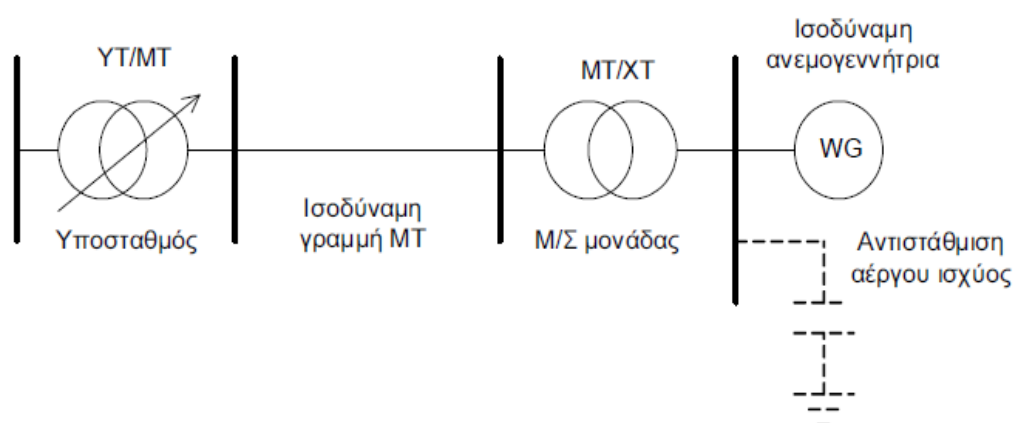 ΥΤ/ΜΤ
Υποσταθμός
Ισοδύναμη
γραμμή ΜΤ
ΜΤ/ΧΤ
Μ/Σ μονάδας
Ισοδύναμη
ανεμογεννήτρια
WG
Αντιστάθμιση
αέργου ισχύος